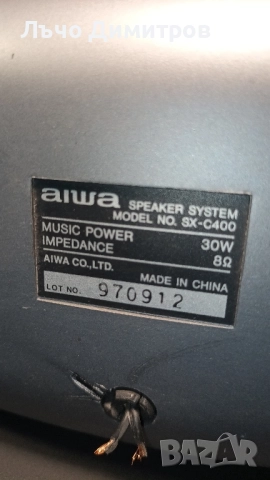 Лъчо Димитров
aiwa SPEAKER SYSTEM
MODEL NO. SX-C400
MUSIC POWER 30W
IMPEDANCE 8Ω
AIWA CO.,LTD. MADE IN CHINA
LOT NO. 970912
BAZAR